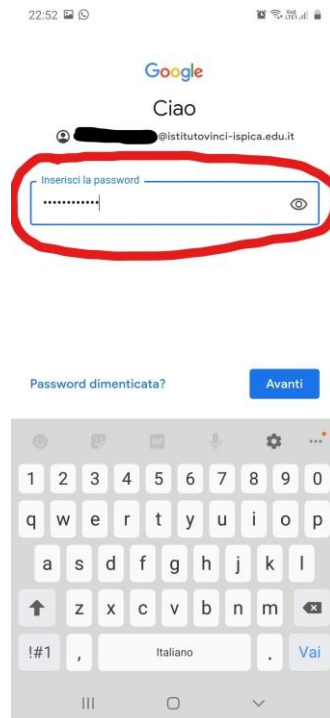 22:52
Google
Ciao
@istitutovinci-ispica.edu.it
Inserisci la password
••••••••••••
Password dimenticata?
Avanti
1 2 3 4 5 6 7 8 9 0
q w e r t y u i o p
a s d f g h j k l
z x c v b n m
!#1 , Italiano . Vai